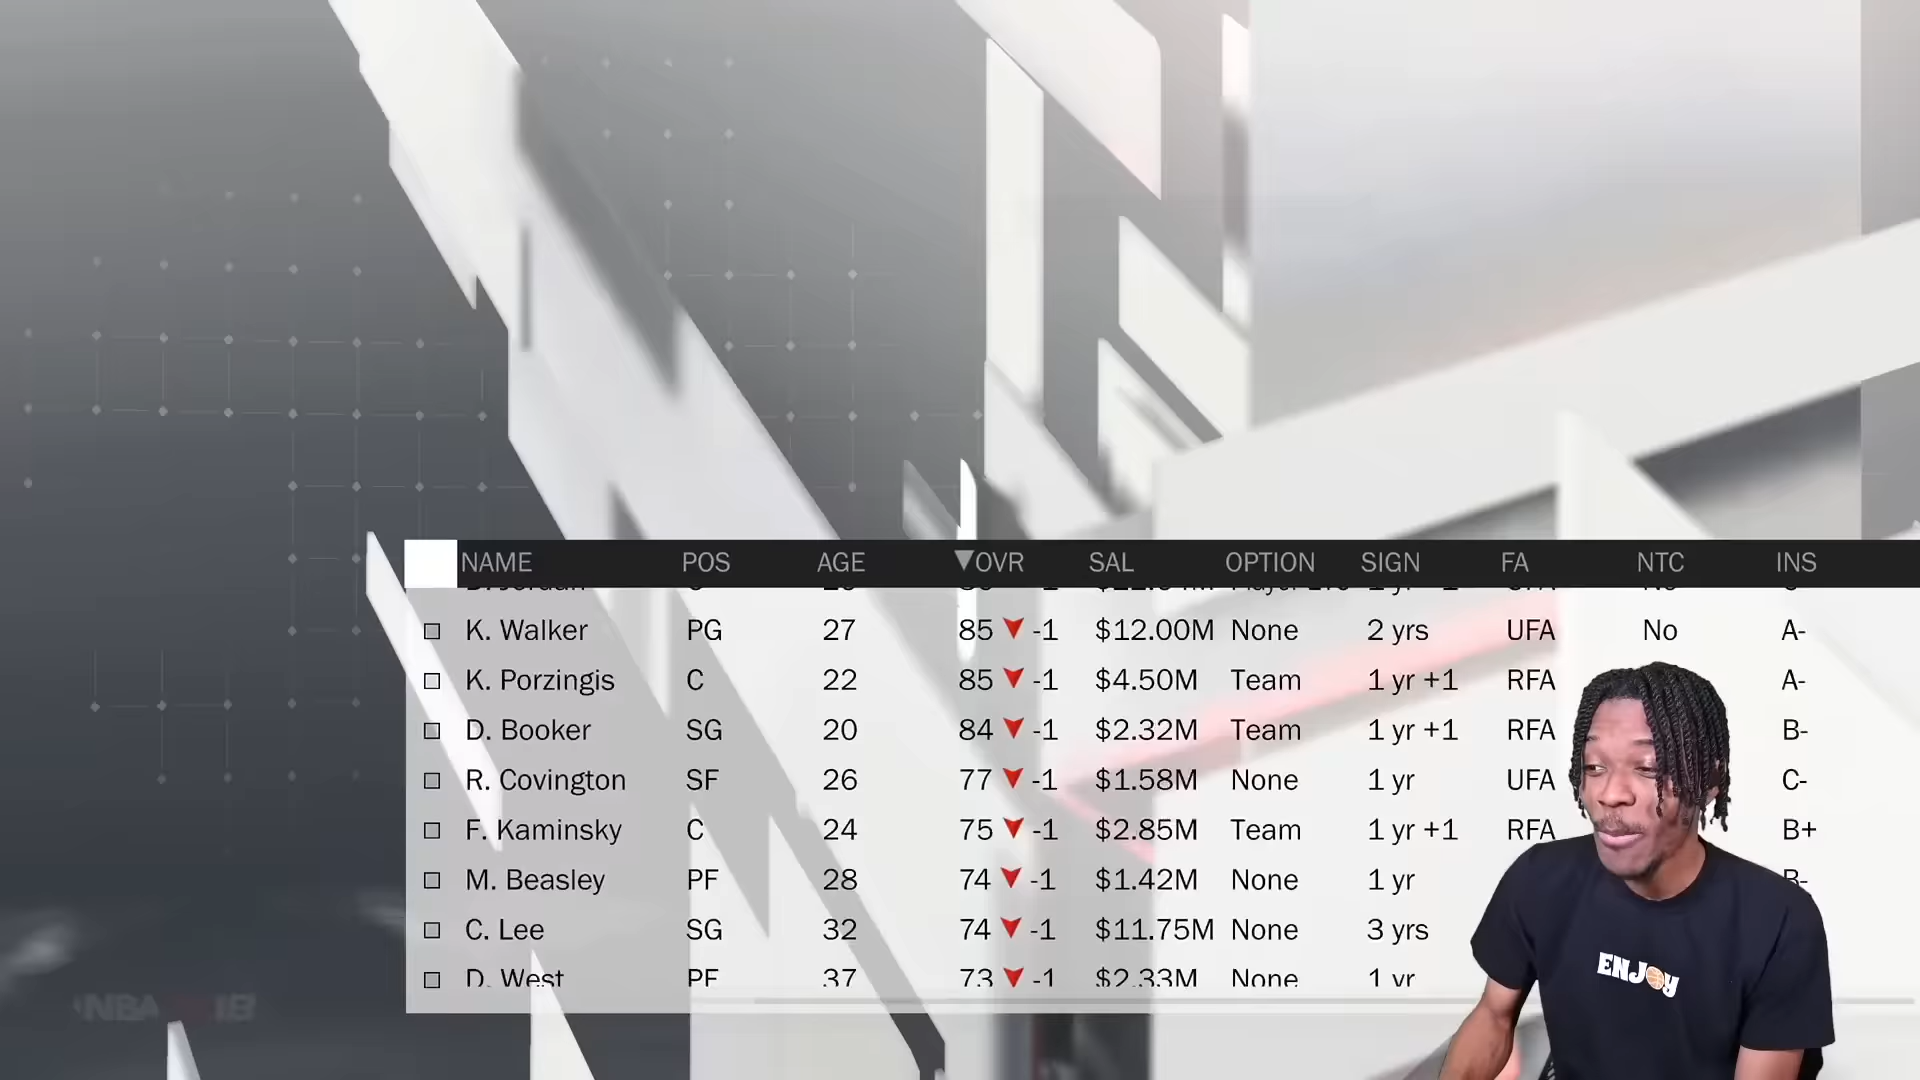 NAME POS AGE ▼OVR SAL OPTION SIGN FA NTC INS
K. Walker PG 27 85 -1 $12.00M None 2 yrs UFA No A-
K. Porzingis C 22 85 -1 $4.50M Team 1 yr +1 RFA A-
D. Booker SG 20 84 -1 $2.32M Team 1 yr +1 RFA B-
R. Covington SF 26 77 -1 $1.58M None 1 yr UFA C-
F. Kaminsky C 24 75 -1 $2.85M Team 1 yr +1 RFA B+
M. Beasley PF 28 74 -1 $1.42M None 1 yr B-
C. Lee SG 32 74 -1 $11.75M None 3 yrs
D. West PF 37 73 -1 $2.33M None 1 yr
ENJOY
NBA 2K18